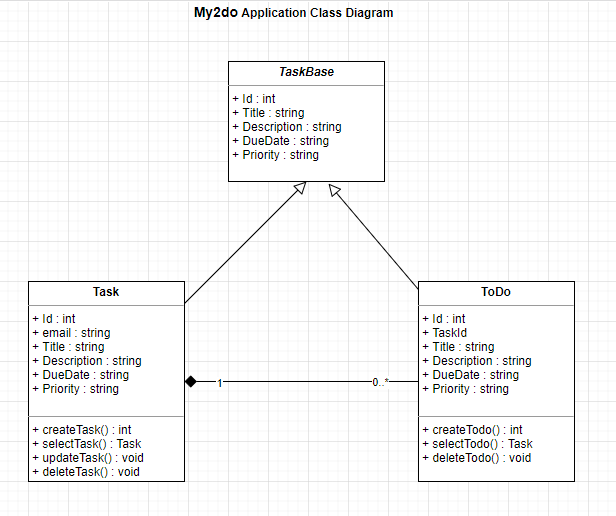 My2do Application Class Diagram
TaskBase
+ Id : int
+ Title : string
+ Description : string
+ DueDate : string
+ Priority : string
Task
+ Id : int
+ email : string
+ Title : string
+ Description : string
+ DueDate : string
+ Priority : string
+ createTask() : int
+ selectTask() : Task
+ updateTask() : void
+ deleteTask() : void
1
0..*
ToDo
+ Id : int
+ TaskId
+ Title : string
+ Description : string
+ DueDate : string
+ Priority : string
+ createTodo() : int
+ selectTodo() : Task
+ deleteTodo() : void